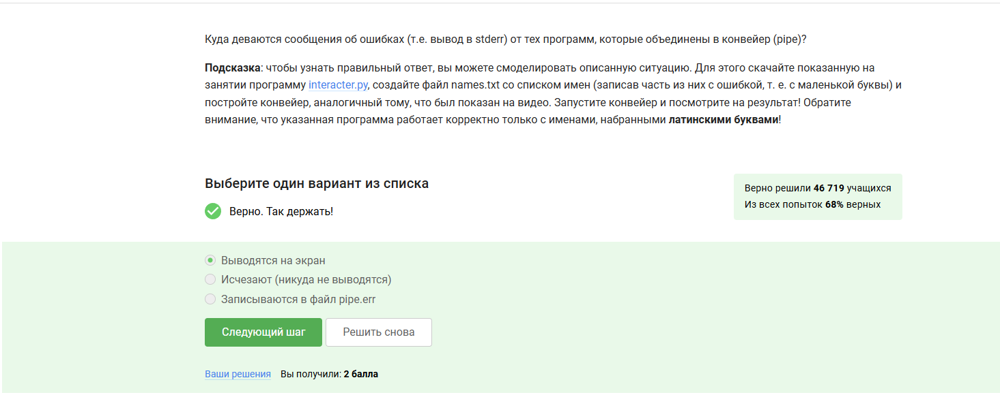 Куда деваются сообщения об ошибках (т.е. вывод в stderr) от тех программ, которые объединены в конвейер (pipe)?
Подсказка: чтобы узнать правильный ответ, вы можете смоделировать описанную ситуацию. Для этого скачайте показанную на
занятии программу interacter.py, создайте файл names.txt со списком имен (записав часть из них с ошибкой, т. е. с маленькой буквы) и
постройте конвейер, аналогичный тому, что был показан на видео. Запустите конвейер и посмотрите на результат! Обратите
внимание, что указанная программа работает корректно только с именами, набранными латинскими буквами!
Выберите один вариант из списка
Верно. Так держать!
Верно решили 46 719 учащихся
Из всех попыток 68% верных
Выводятся на экран
Исчезают (никуда не выводятся)
Записываются в файл pipe.err
Следующий шаг
Решить снова
Ваши решения Вы получили: 2 балла